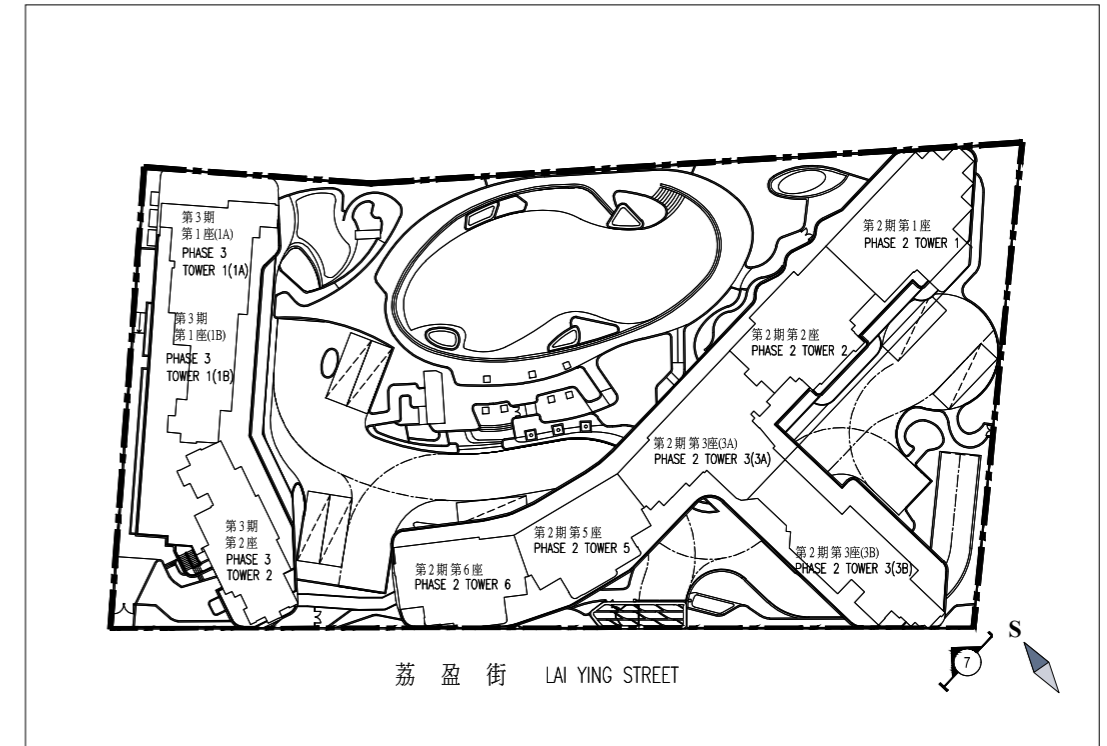 第3期
第1座(1A)
PHASE 3
TOWER 1(1A)
第2期第1座
PHASE 2 TOWER 1
第3期
第1座(1B)
PHASE 3
TOWER 1(1B)
第2期第2座
PHASE 2 TOWER 2
第2期第3座(3A)
PHASE 2 TOWER 3(3A)
第3期
第2座
PHASE 3
TOWER 2
第2期第5座
PHASE 2 TOWER 5
第2期第6座
PHASE 2 TOWER 6
第2期第3座(3B)
PHASE 2 TOWER 3(3B)
荔盈街 LAI YING STREET
7
S